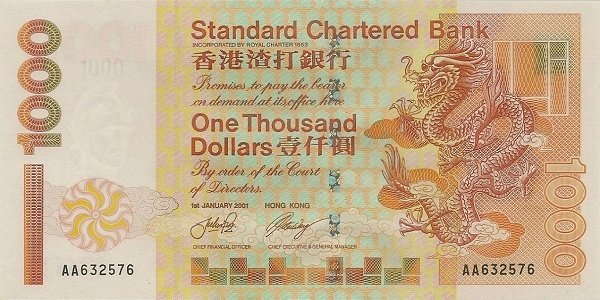 1000
Standard Chartered Bank
INCORPORATED BY ROYAL CHARTER 1853
香港渣打銀行
Promises to pay the bearer
on demand at its office here
One Thousand
Dollars 壹仟圓
By order of the Court
of Directors.
1st JANUARY 2001 HONG KONG
CHIEF FINANCIAL OFFICER CHIEF EXECUTIVE & GENERAL MANAGER
AA632576
AA632576
1000